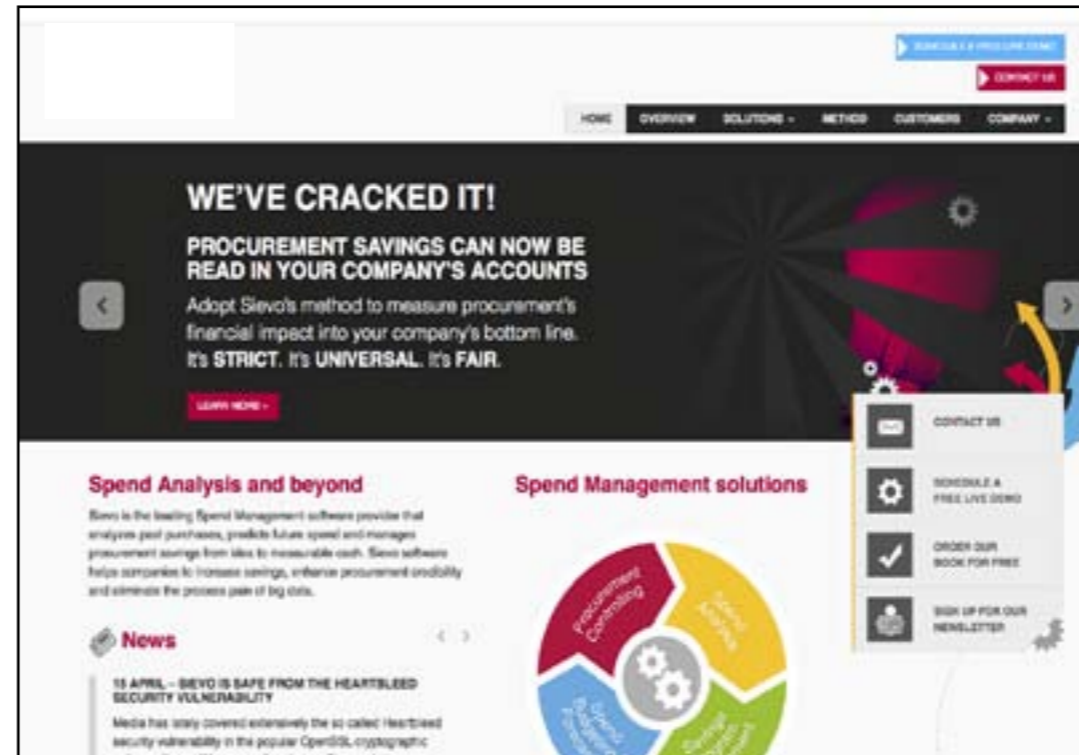 SCHEDULE A PROCURE DEMO
CONTACT US
HOME OVERVIEW SOLUTIONS METHOD CUSTOMERS COMPANY
WE'VE CRACKED IT!
PROCUREMENT SAVINGS CAN NOW BE
READ IN YOUR COMPANY'S ACCOUNTS
Adopt Sievo's method to measure procurement's
financial impact into your company's bottom line.
It's STRICT. It's UNIVERSAL. It's FAIR.
LEARN MORE
CONTACT US
SCHEDULE A
FREE LIVE DEMO
ORDER OUR
BOOK FOR FREE
SIGN UP FOR OUR
NEWSLETTER
Spend Analysis and beyond
Sievo is the leading Spend Management software provider that
analyzes past purchases, predicts future spend and manages
procurement savings from idea to measurable cash. Sievo software
helps companies to increase savings, enhance procurement credibility
and eliminate the process pain of big data.
News
15 APRIL – SIEVO IS SAFE FROM THE HEARTBLEED
SECURITY VULNERABILITY
Media has lately covered extensively the so called Heartbleed
security vulnerability in the popular OpenSSL cryptographic
Spend Management solutions
Procurement
Controlling
Spend
Analysis
Spend
Savings